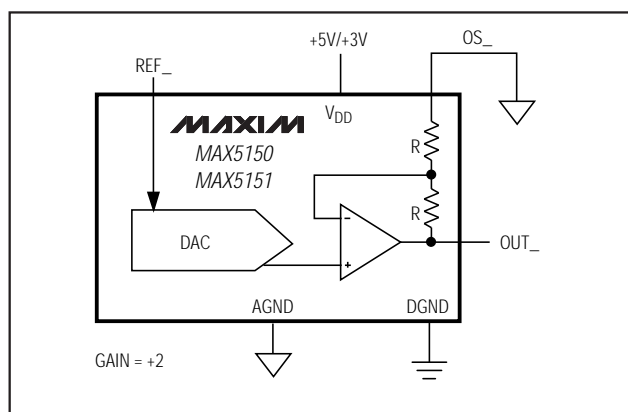 +5V/+3V
OS_
REF_
VDD
MAXIM
MAX5150
MAX5151
R
R
DAC
–
+
OUT_
AGND
DGND
GAIN = +2